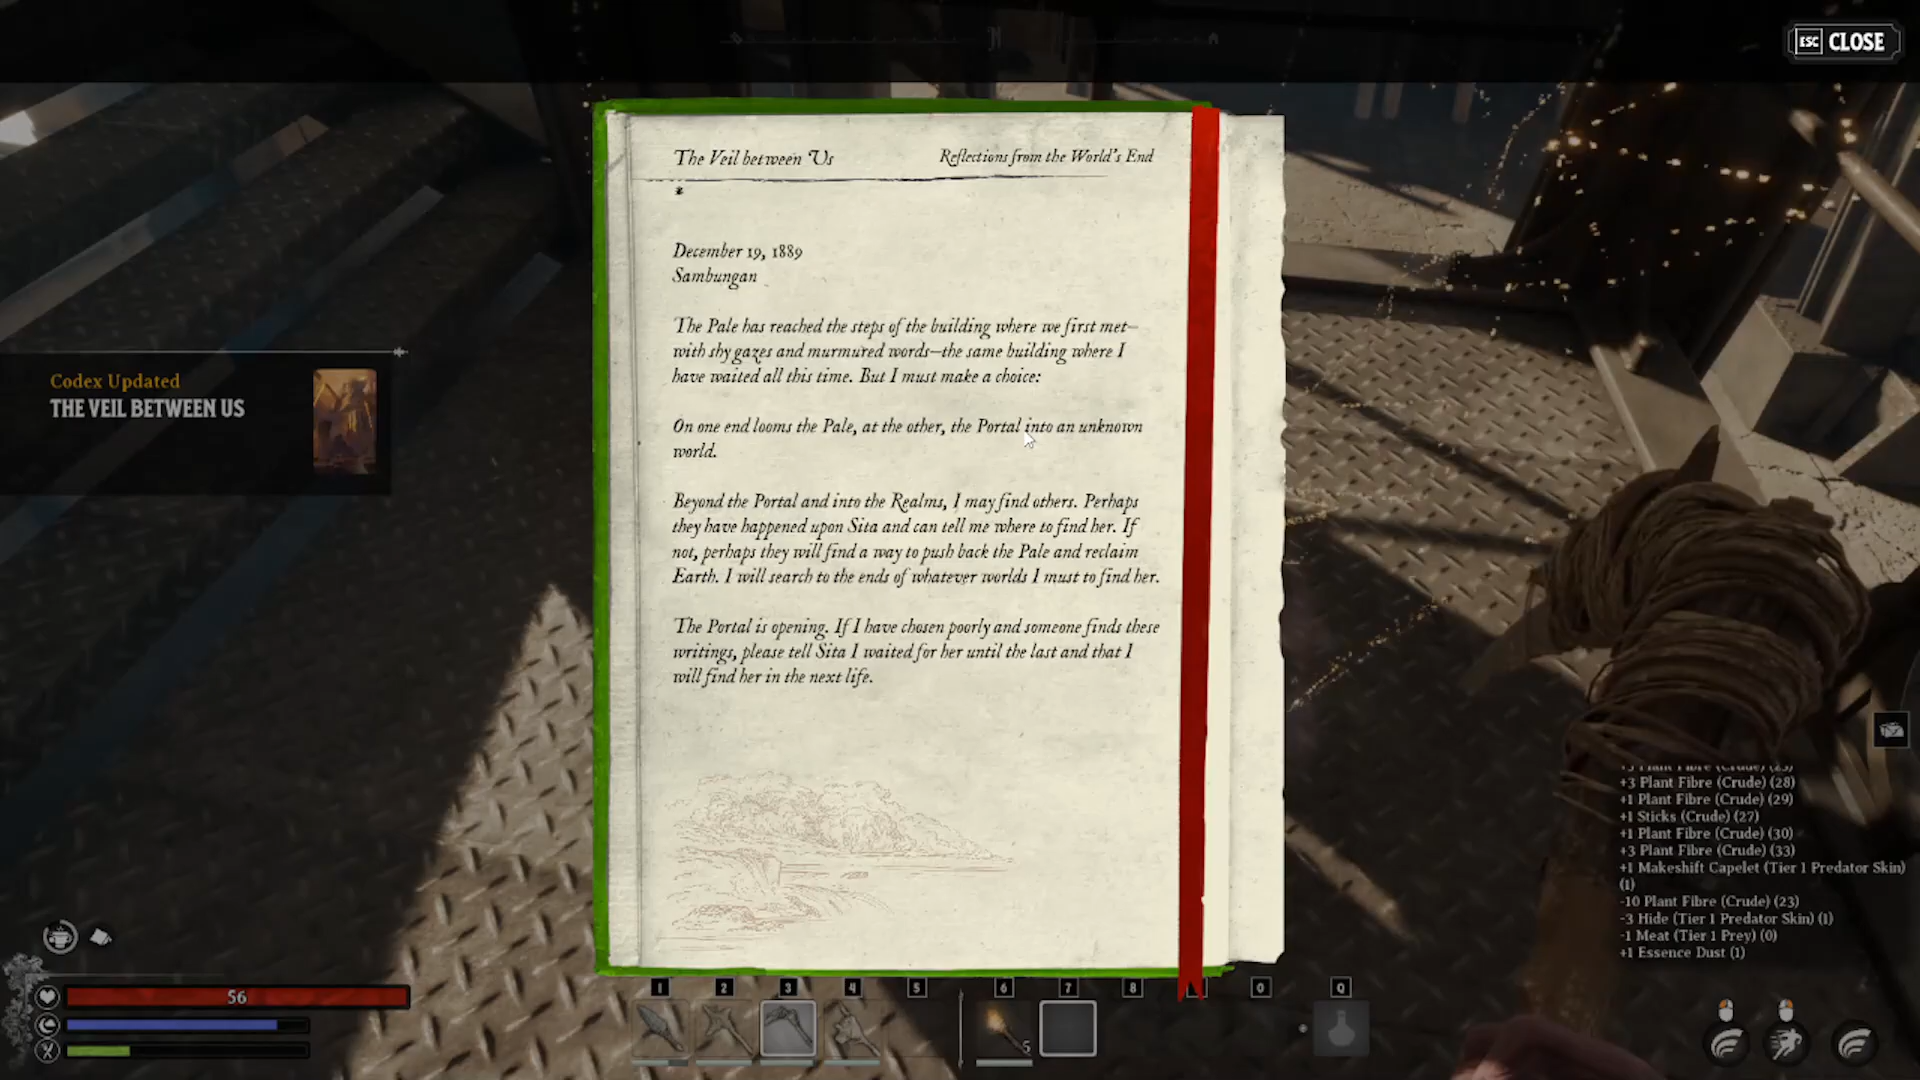 ESC CLOSE
The Veil between Us
Reflections from the World's End
December 19, 1889
Sambungan
The Pale has reached the steps of the building where we first met—
with shy gazes and murmured words—the same building where I
have waited all this time. But I must make a choice:
On one end looms the Pale, at the other, the Portal into an unknown
world.
Beyond the Portal and into the Realms, I may find others. Perhaps
they have happened upon Sita and can tell me where to find her. If
not, perhaps they will find a way to push back the Pale and reclaim
Earth. I will search to the ends of whatever worlds I must to find her.
The Portal is opening. If I have chosen poorly and someone finds these
writings, please tell Sita I waited for her until the last and that I
will find her in the next life.
Codex Updated
THE VEIL BETWEEN US
+3 Plant Fibre (Crude) (28)
+1 Plant Fibre (Crude) (29)
+1 Sticks (Crude) (27)
+1 Plant Fibre (Crude) (30)
+3 Plant Fibre (Crude) (33)
+1 Makeshift Capelet (Tier 1 Predator Skin)
(1)
-10 Plant Fibre (Crude) (23)
-3 Hide (Tier 1 Predator Skin) (1)
-1 Meat (Tier 1 Prey) (0)
+1 Essence Dust (1)
56
1 2 3 4 5 6 7 8 0 Q
5